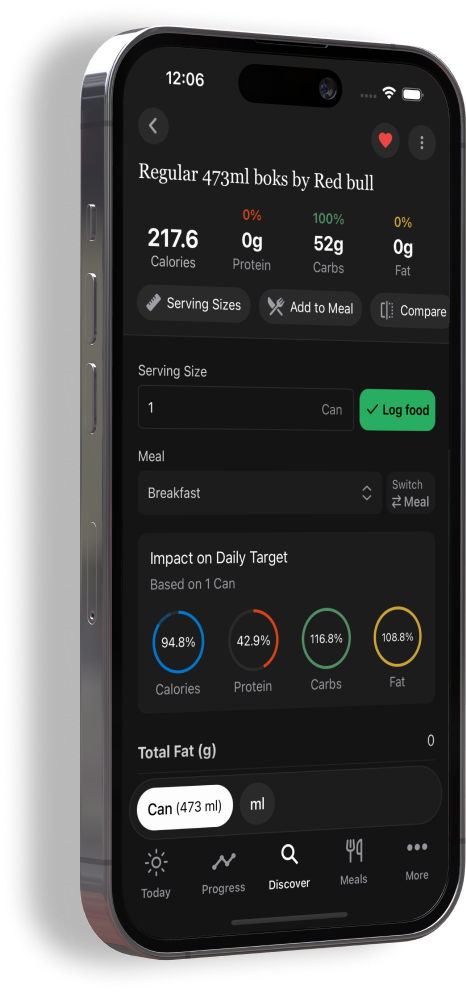 12:06
Regular 473ml boks by Red bull
0% 100% 0%
217.6 0g 52g 0g
Calories Protein Carbs Fat
Serving Sizes Add to Meal Compare
Serving Size
1 Can Log food
Meal
Breakfast Switch Meal
Impact on Daily Target
Based on 1 Can
94.8% 42.9% 116.8% 108.8%
Calories Protein Carbs Fat
Total Fat (g) 0
Can (473 ml) ml
Today Progress Discover Meals More